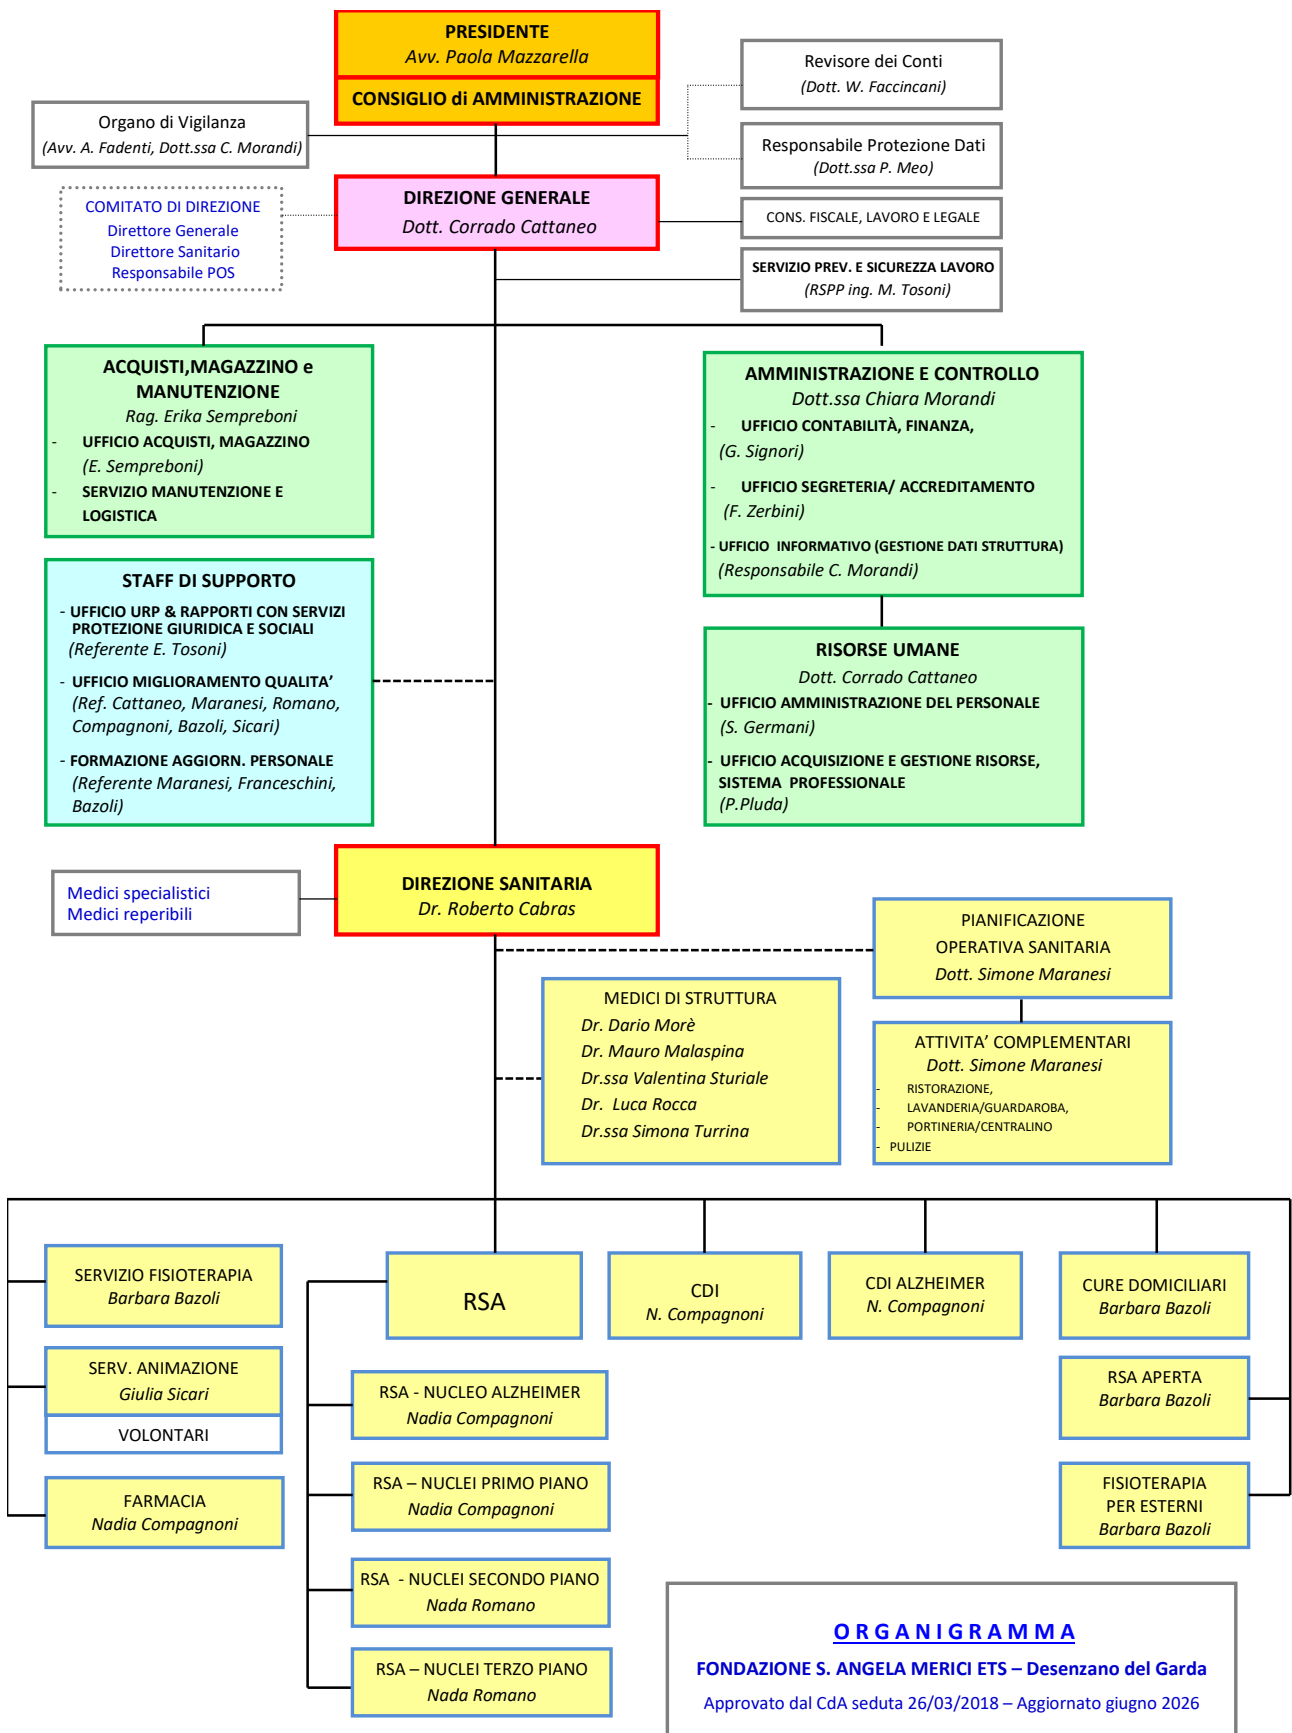 PRESIDENTE
Avv. Paola Mazzarella
CONSIGLIO di AMMINISTRAZIONE
Revisore dei Conti
(Dott. W. Faccincani)
Organo di Vigilanza
(Avv. A. Fadenti, Dott.ssa C. Morandi)
Responsabile Protezione Dati
(Dott.ssa P. Meo)
COMITATO DI DIREZIONE
Direttore Generale
Direttore Sanitario
Responsabile POS
DIREZIONE GENERALE
Dott. Corrado Cattaneo
CONS. FISCALE, LAVORO E LEGALE
SERVIZIO PREV. E SICUREZZA LAVORO
(RSPP ing. M. Tosoni)
ACQUISTI,MAGAZZINO e
MANUTENZIONE
Rag. Erika Sempreboni
- UFFICIO ACQUISTI, MAGAZZINO
(E. Sempreboni)
- SERVIZIO MANUTENZIONE E
LOGISTICA
AMMINISTRAZIONE E CONTROLLO
Dott.ssa Chiara Morandi
- UFFICIO CONTABILITÀ, FINANZA,
(G. Signori)
- UFFICIO SEGRETERIA/ ACCREDITAMENTO
(F. Zerbini)
- UFFICIO INFORMATIVO (GESTIONE DATI STRUTTURA)
(Responsabile C. Morandi)
STAFF DI SUPPORTO
- UFFICIO URP & RAPPORTI CON SERVIZI
PROTEZIONE GIURIDICA E SOCIALI
(Referente E. Tosoni)
- UFFICIO MIGLIORAMENTO QUALITA’
(Ref. Cattaneo, Maranesi, Romano,
Compagnoni, Bazoli, Sicari)
- FORMAZIONE AGGIORN. PERSONALE
(Referente Maranesi, Franceschini,
Bazoli)
RISORSE UMANE
Dott. Corrado Cattaneo
- UFFICIO AMMINISTRAZIONE DEL PERSONALE
(S. Germani)
- UFFICIO ACQUISIZIONE E GESTIONE RISORSE,
SISTEMA PROFESSIONALE
(P.Pluda)
DIREZIONE SANITARIA
Dr. Roberto Cabras
Medici specialistici
Medici reperibili
PIANIFICAZIONE
OPERATIVA SANITARIA
Dott. Simone Maranesi
MEDICI DI STRUTTURA
Dr. Dario Morè
Dr. Mauro Malaspina
Dr.ssa Valentina Sturiale
Dr. Luca Rocca
Dr.ssa Simona Turrina
ATTIVITA’ COMPLEMENTARI
Dott. Simone Maranesi
- RISTORAZIONE,
- LAVANDERIA/GUARDAROBA,
- PORTINERIA/CENTRALINO
- PULIZIE
SERVIZIO FISIOTERAPIA
Barbara Bazoli
RSA
CDI
N. Compagnoni
CDI ALZHEIMER
N. Compagnoni
CURE DOMICILIARI
Barbara Bazoli
SERV. ANIMAZIONE
Giulia Sicari
VOLONTARI
RSA - NUCLEO ALZHEIMER
Nadia Compagnoni
RSA APERTA
Barbara Bazoli
FARMACIA
Nadia Compagnoni
RSA – NUCLEI PRIMO PIANO
Nadia Compagnoni
FISIOTERAPIA
PER ESTERNI
Barbara Bazoli
RSA - NUCLEI SECONDO PIANO
Nada Romano
RSA – NUCLEI TERZO PIANO
Nada Romano
O R G A N I G R A M M A
FONDAZIONE S. ANGELA MERICI ETS – Desenzano del Garda
Approvato dal CdA seduta 26/03/2018 – Aggiornato giugno 2026